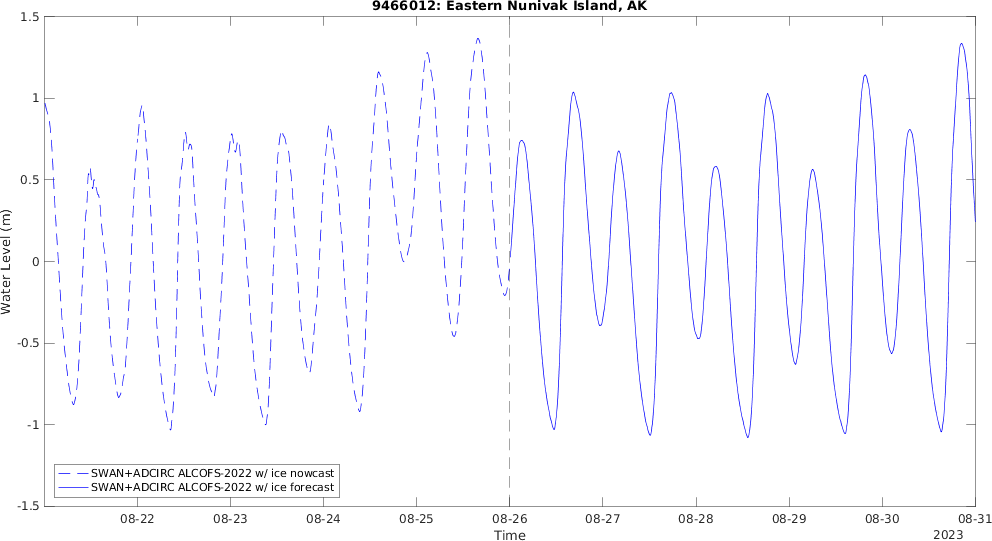 9466012: Eastern Nunivak Island, AK
1.5
1
0.5
0
-0.5
-1
-1.5
Water Level (m)
SWAN+ADCIRC ALCOFS-2022 w/ ice nowcast
SWAN+ADCIRC ALCOFS-2022 w/ ice forecast
08-22 08-23 08-24 08-25 08-26 08-27 08-28 08-29 08-30 08-31
Time
2023